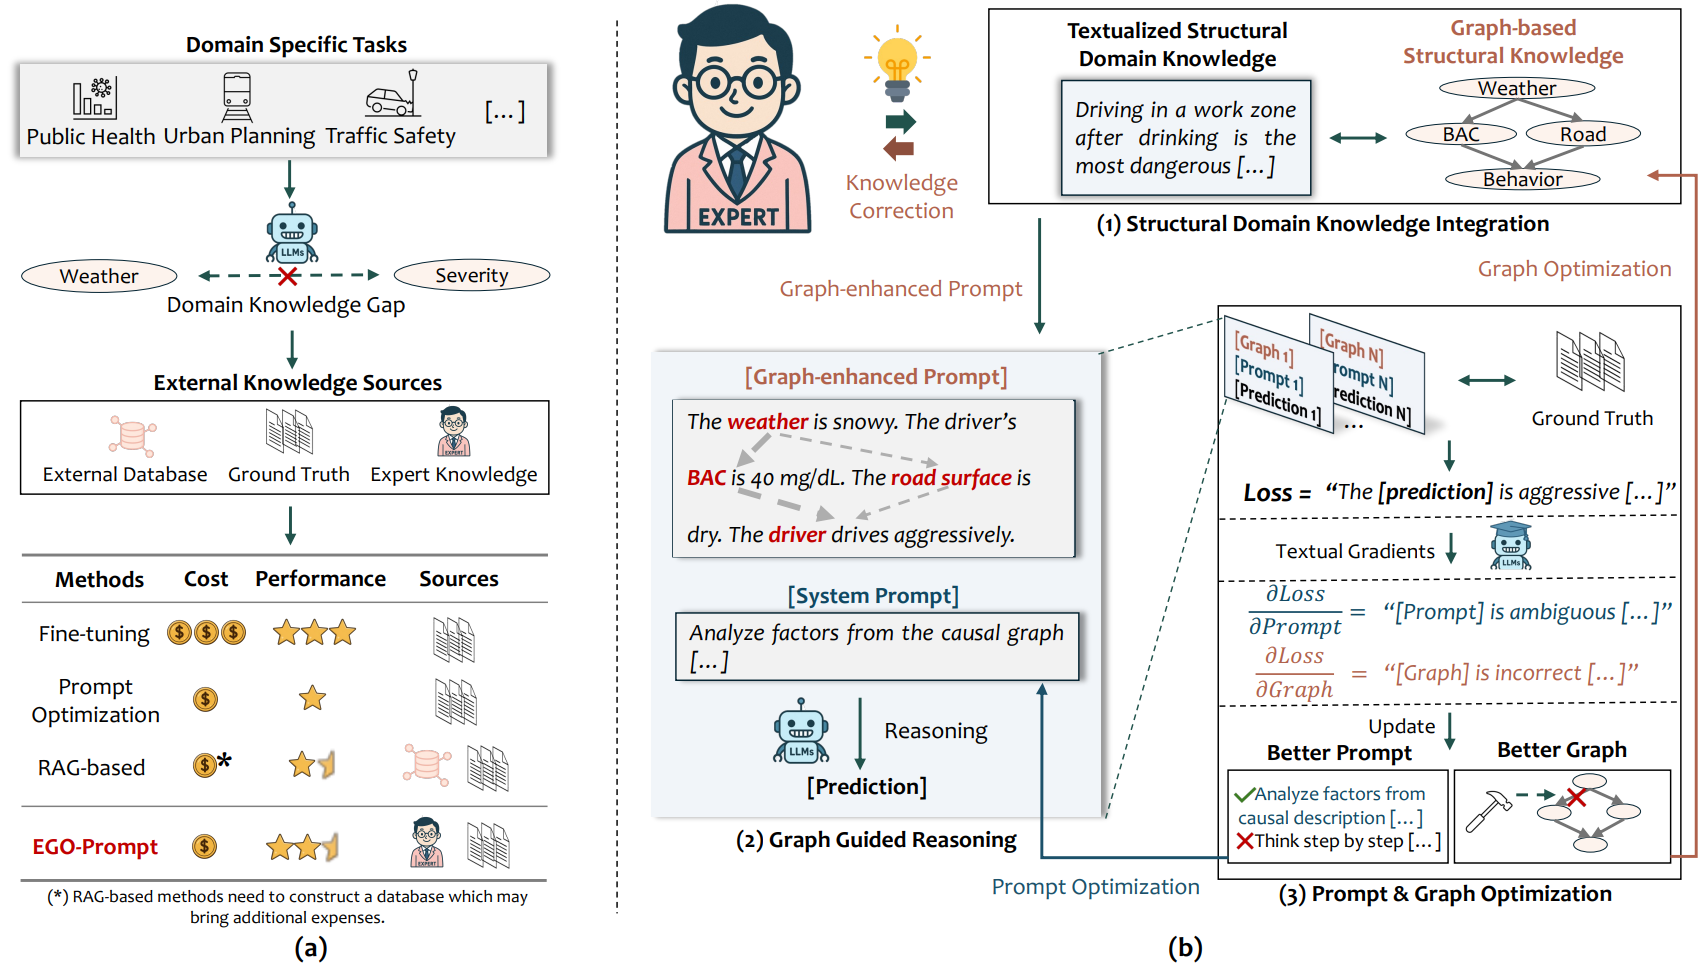 Domain Specific Tasks
Public Health
Urban Planning
Traffic Safety
[...]
LLMs
Weather
Severity
Domain Knowledge Gap
External Knowledge Sources
External Database
Ground Truth
EXPERT
Expert Knowledge
Methods Cost Performance Sources
Fine-tuning
Prompt
Optimization
RAG-based
*
EGO-Prompt
EXPERT
(*) RAG-based methods need to construct a database which may
bring additional expenses.
(a)
EXPERT
Knowledge
Correction
Textualized Structural
Domain Knowledge
Driving in a work zone
after drinking is the
most dangerous [...]
Graph-based
Structural Knowledge
Weather
BAC
Road
Behavior
(1) Structural Domain Knowledge Integration
Graph-enhanced Prompt
Graph Optimization
[Graph-enhanced Prompt]
The weather is snowy. The driver's
BAC is 40 mg/dL. The road surface is
dry. The driver drives aggressively.
[System Prompt]
Analyze factors from the causal graph
[...]
LLMs
Reasoning
[Prediction]
(2) Graph Guided Reasoning
Prompt Optimization
[Graph 1]
[Prompt 1]
[Prediction 1]
[Graph N]
rompt N]
rediction N]
...
Ground Truth
Loss = "The [prediction] is aggressive [...]"
Textual Gradients
LLMs
∂Loss
∂Prompt
= "[Prompt] is ambiguous [...]"
∂Loss
∂Graph
= "[Graph] is incorrect [...]"
Update
Better Prompt
Analyze factors from
causal description [...]
Think step by step [...]
Better Graph
(3) Prompt & Graph Optimization
(b)